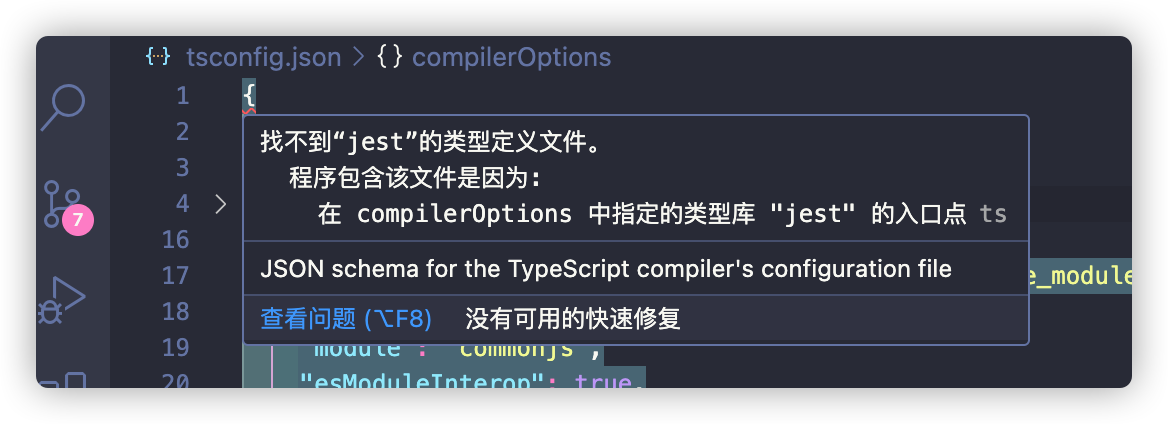 tsconfig.json > {} compilerOptions
1 {
2
3
4
16
17 e_module
18
19 "module": "commonjs",
20 "esModuleInterop": true,
7
找不到“jest”的类型定义文件。
程序包含该文件是因为:
在 compilerOptions 中指定的类型库 "jest" 的入口点 ts
JSON schema for the TypeScript compiler's configuration file
查看问题 (⌥F8) 没有可用的快速修复